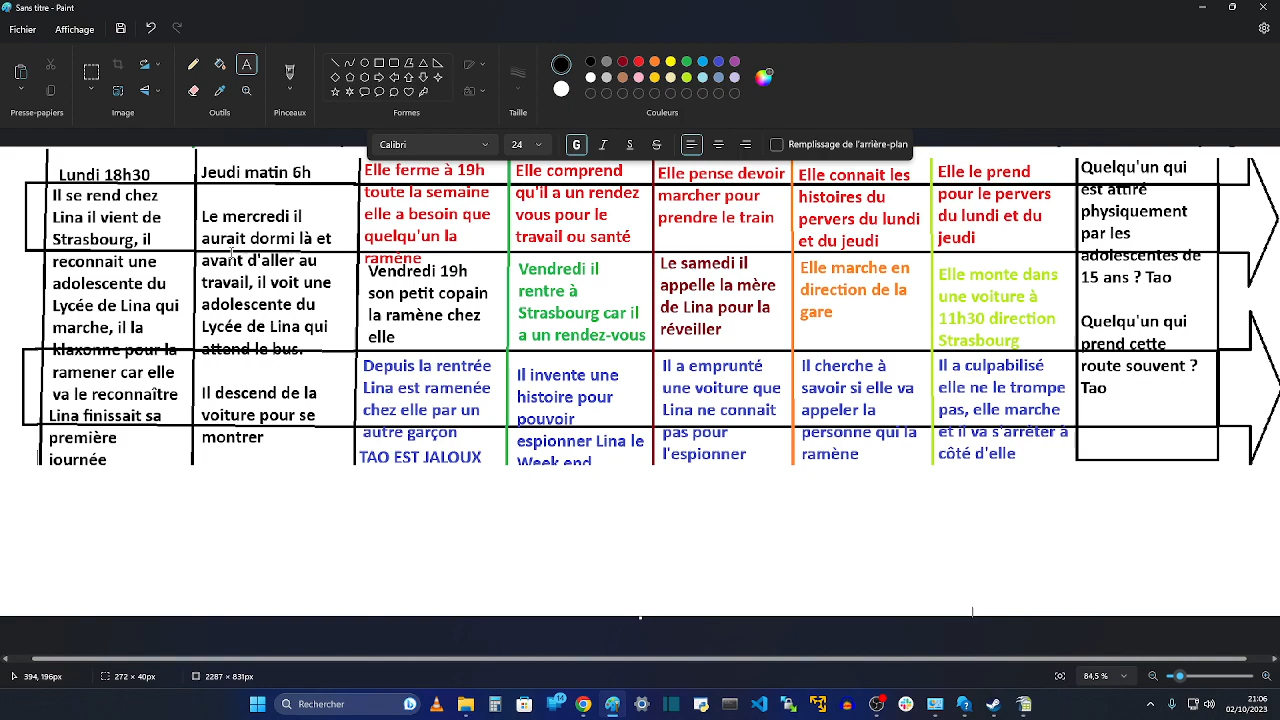 Sans titre - Paint
Fichier
Affichage
Presse-papiers
Image
Outils
Pinceaux
Formes
Taille
Couleurs
Calibri
24
G
I
S
S
Remplissage de l'arrière-plan
Lundi 18h30
Il se rend chez
Lina il vient de
Strasbourg, il
reconnait une
adolescente du
Lycée de Lina qui
marche, il la
klaxonne pour la
ramener car elle
va le reconnaître
Lina finissait sa
première
journée
Jeudi matin 6h
Le mercredi il
aurait dormi là et
avant d'aller au
travail, il voit une
adolescente du
Lycée de Lina qui
attend le bus.
Il descend de la
voiture pour se
montrer
Elle ferme à 19h
toute la semaine
elle a besoin que
quelqu'un la
ramène
Vendredi 19h
son petit copain
la ramène chez
elle
Depuis la rentrée
Lina est ramenée
chez elle par un
autre garçon
TAO EST JALOUX
Elle comprend
qu'il a un rendez
vous pour le
travail ou santé
Vendredi il
rentre à
Strasbourg car il
a un rendez-vous
Il invente une
histoire pour
pouvoir
espionner Lina le
Week end
Elle pense devoir
marcher pour
prendre le train
Le samedi il
appelle la mère
de Lina pour la
réveiller
Il a emprunté
une voiture que
Lina ne connait
pas pour
l'espionner
Elle connait les
histoires du
pervers du lundi
et du jeudi
Elle marche en
direction de la
gare
Il cherche à
savoir si elle va
appeler la
personne qui la
ramène
Elle le prend
pour le pervers
du lundi et du
jeudi
Elle monte dans
une voiture à
11h30 direction
Strasbourg
Il a culpabilisé
elle ne le trompe
pas, elle marche
et il va s'arrêter à
côté d'elle
Quelqu'un qui
est attiré
physiquement
par les
adolescentes de
15 ans ? Tao
Quelqu'un qui
prend cette
route souvent ?
Tao
394, 196px
272 × 40px
2287 × 831px
84,5 %
Rechercher
14
21:06
02/10/2023